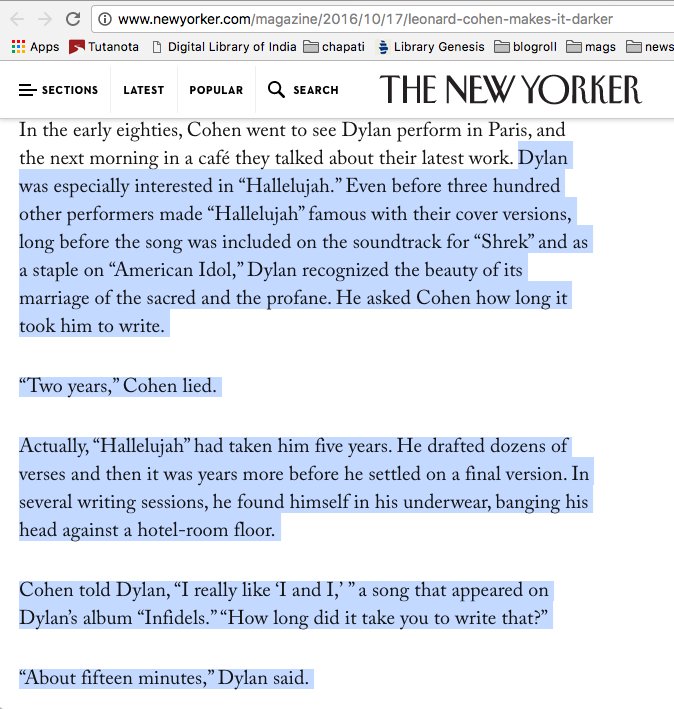 www.newyorker.com/magazine/2016/10/17/leonard-cohen-makes-it-darker
Apps Tutanota Digital Library of India chapati Library Genesis blogroll mags news
SECTIONS LATEST POPULAR SEARCH THE NEW YORKER
In the early eighties, Cohen went to see Dylan perform in Paris, and
the next morning in a café they talked about their latest work. Dylan
was especially interested in “Hallelujah.” Even before three hundred
other performers made “Hallelujah” famous with their cover versions,
long before the song was included on the soundtrack for “Shrek” and as
a staple on “American Idol,” Dylan recognized the beauty of its
marriage of the sacred and the profane. He asked Cohen how long it
took him to write.
“Two years,” Cohen lied.
Actually, “Hallelujah” had taken him five years. He drafted dozens of
verses and then it was years more before he settled on a final version. In
several writing sessions, he found himself in his underwear, banging his
head against a hotel-room floor.
Cohen told Dylan, “I really like ‘I and I,’ ” a song that appeared on
Dylan’s album “Infidels.” “How long did it take you to write that?”
“About fifteen minutes,” Dylan said.